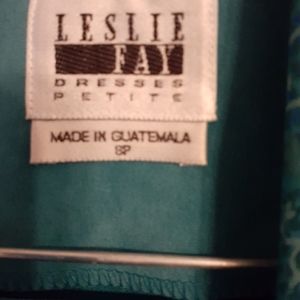 LESLIE
FAY
DRESSES
PETITE
MADE IN GUATEMALA
8P